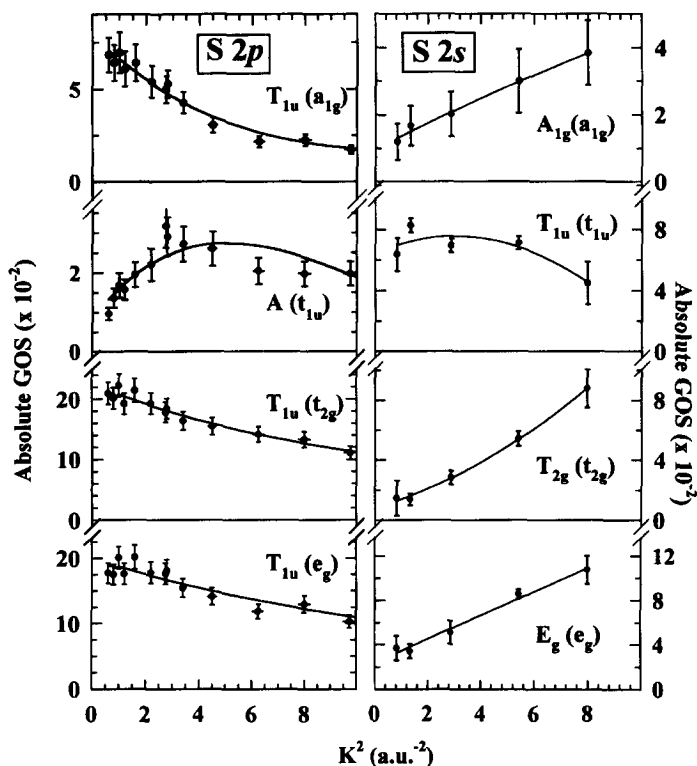 S 2p
S 2s
5
0
T1u (a1g)
4
2
0
A1g(a1g)
2
0
A (t1u)
8
4
0
T1u (t1u)
20
10
0
T1u (t2g)
8
4
0
T2g (t2g)
20
10
0
T1u (eg)
12
8
4
0
Eg (eg)
Absolute GOS (x 10-2)
Absolute GOS (x 10-2)
0 2 4 6 8 0 2 4 6 8 10
K2 (a.u.-2)